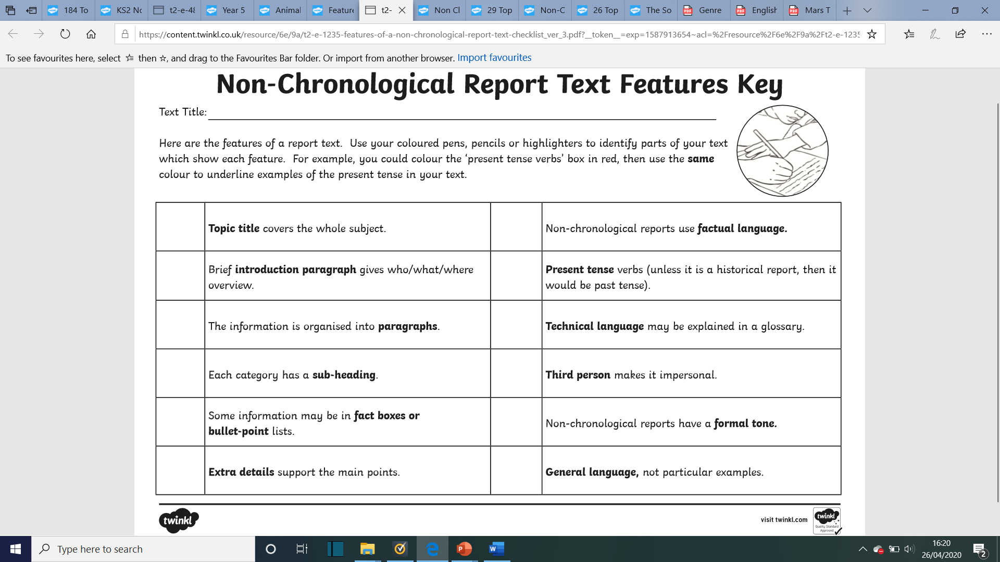 184 To
KS2 No
t2-e-48
Year 5
Animal
Feature
t2-
Non Cl
29 Top
Non-C
26 Top
The So
Genre
English
Mars T
https://content.twinkl.co.uk/resource/6e/9a/t2-e-1235-features-of-a-non-chronological-report-text-checklist_ver_3.pdf?__token__=exp=1587913654~acl=%2Fresource%2F6e%2F9a%2Ft2-e-1235
To see favourites here, select then ☆, and drag to the Favourites Bar folder. Or import from another browser. Import favourites
Non-Chronological Report Text Features Key
Text Title:
Here are the features of a report text. Use your coloured pens, pencils or highlighters to identify parts of your text
which show each feature. For example, you could colour the ‘present tense verbs’ box in red, then use the same
colour to underline examples of the present tense in your text.
Topic title covers the whole subject.
Non-chronological reports use factual language.
Brief introduction paragraph gives who/what/where
overview.
Present tense verbs (unless it is a historical report, then it
would be past tense).
The information is organised into paragraphs.
Technical language may be explained in a glossary.
Each category has a sub-heading.
Third person makes it impersonal.
Some information may be in fact boxes or
bullet-point lists.
Non-chronological reports have a formal tone.
Extra details support the main points.
General language, not particular examples.
twinkl
visit twinkl.com
twinkl
Quality Standard
Approved
Type here to search
16:20
26/04/2020
2